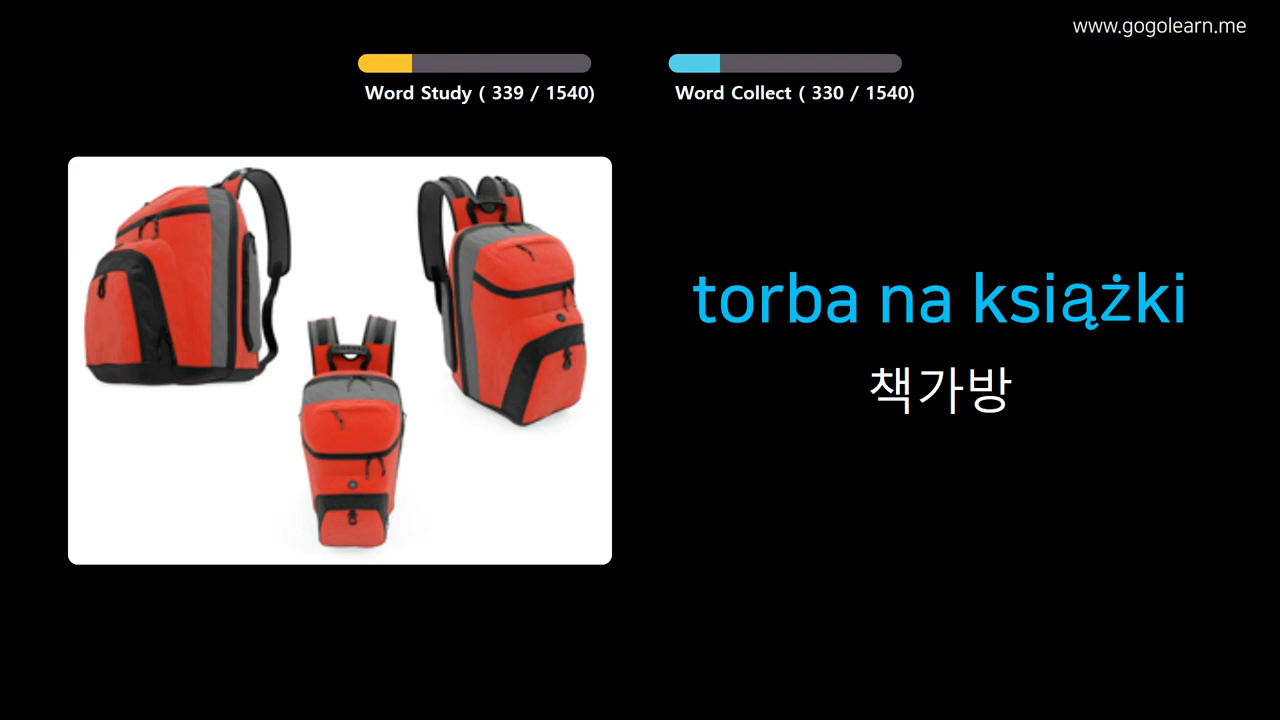 www.gogolearn.me
Word Study ( 339 / 1540)
Word Collect ( 330 / 1540)
torba na książki
책가방